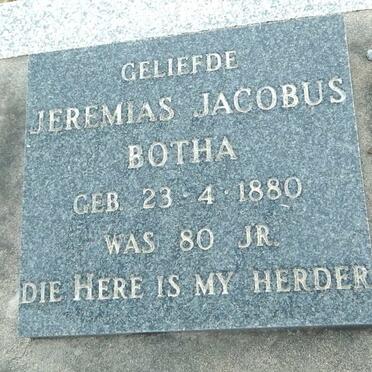 GELIEFDE
JEREMIAS JACOBUS
BOTHA
GEB. 23·4·1880
WAS 80 JR.
DIE HERE IS MY HERDER